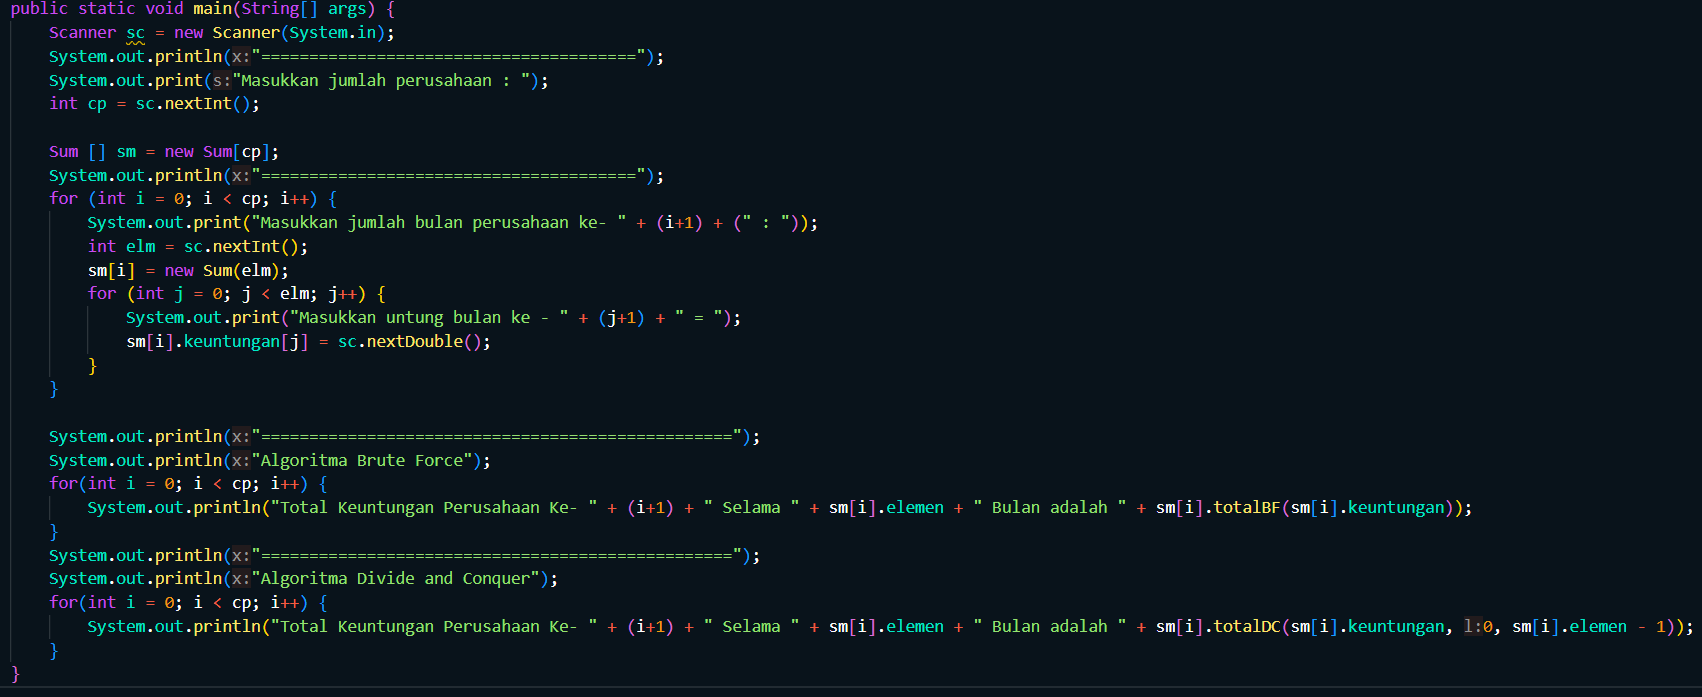 public static void main(String[] args) {
    Scanner sc = new Scanner(System.in);
    System.out.println(x:"=======================================");
    System.out.print(s:"Masukkan jumlah perusahaan : ");
    int cp = sc.nextInt();

    Sum [] sm = new Sum[cp];
    System.out.println(x:"=======================================");
    for (int i = 0; i < cp; i++) {
        System.out.print("Masukkan jumlah bulan perusahaan ke- " + (i+1) + (" : "));
        int elm = sc.nextInt();
        sm[i] = new Sum(elm);
        for (int j = 0; j < elm; j++) {
            System.out.print("Masukkan untung bulan ke - " + (j+1) + " = ");
            sm[i].keuntungan[j] = sc.nextDouble();
        }
    }

    System.out.println(x:"=================================================");
    System.out.println(x:"Algoritma Brute Force");
    for(int i = 0; i < cp; i++) {
        System.out.println("Total Keuntungan Perusahaan Ke- " + (i+1) + " Selama " + sm[i].elemen + " Bulan adalah " + sm[i].totalBF(sm[i].keuntungan));
    }
    System.out.println(x:"=================================================");
    System.out.println(x:"Algoritma Divide and Conquer");
    for(int i = 0; i < cp; i++) {
        System.out.println("Total Keuntungan Perusahaan Ke- " + (i+1) + " Selama " + sm[i].elemen + " Bulan adalah " + sm[i].totalDC(sm[i].keuntungan, l:0, sm[i].elemen - 1));
    }
}